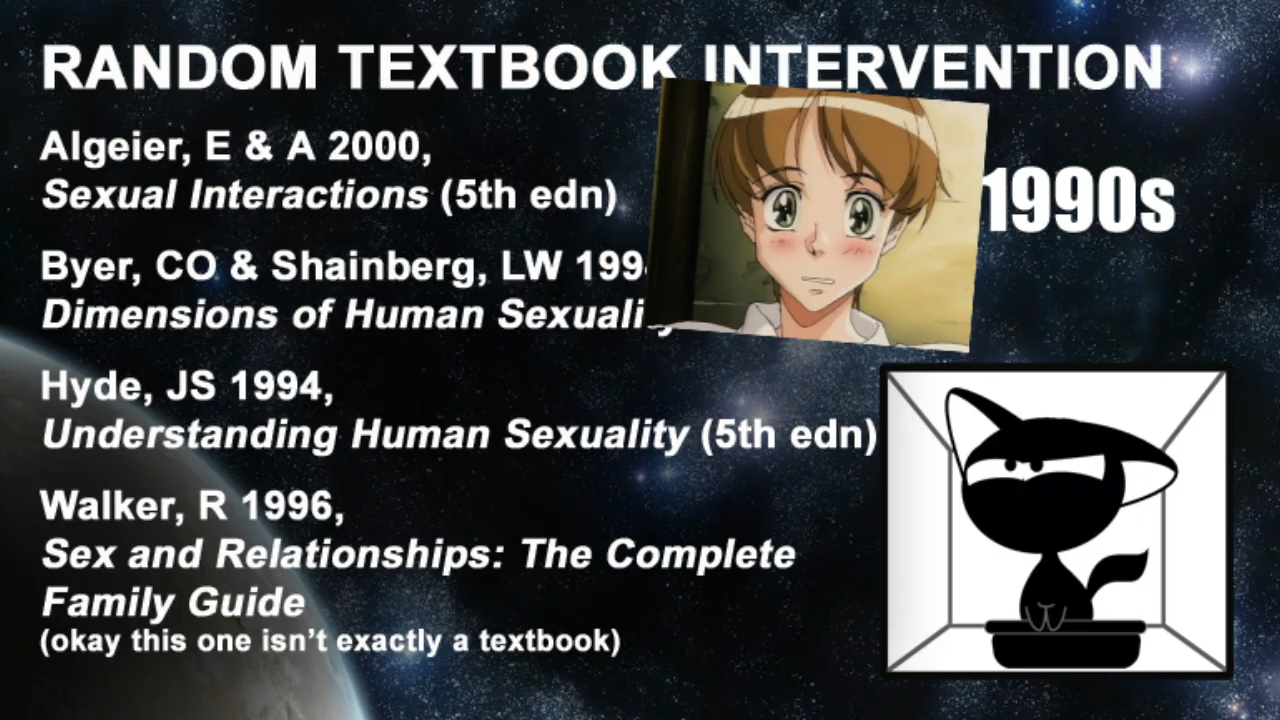 RANDOM TEXTBOOK INTERVENTION
Algeier, E & A 2000,
Sexual Interactions (5th edn)
1990s
Byer, CO & Shainberg, LW
Dimensions of Human
Hyde, JS 1994,
Understanding Human Sexuality (5th edn)
Walker, R 1996,
Sex and Relationships: The Complete
Family Guide
(okay this one isn't exactly a textbook)